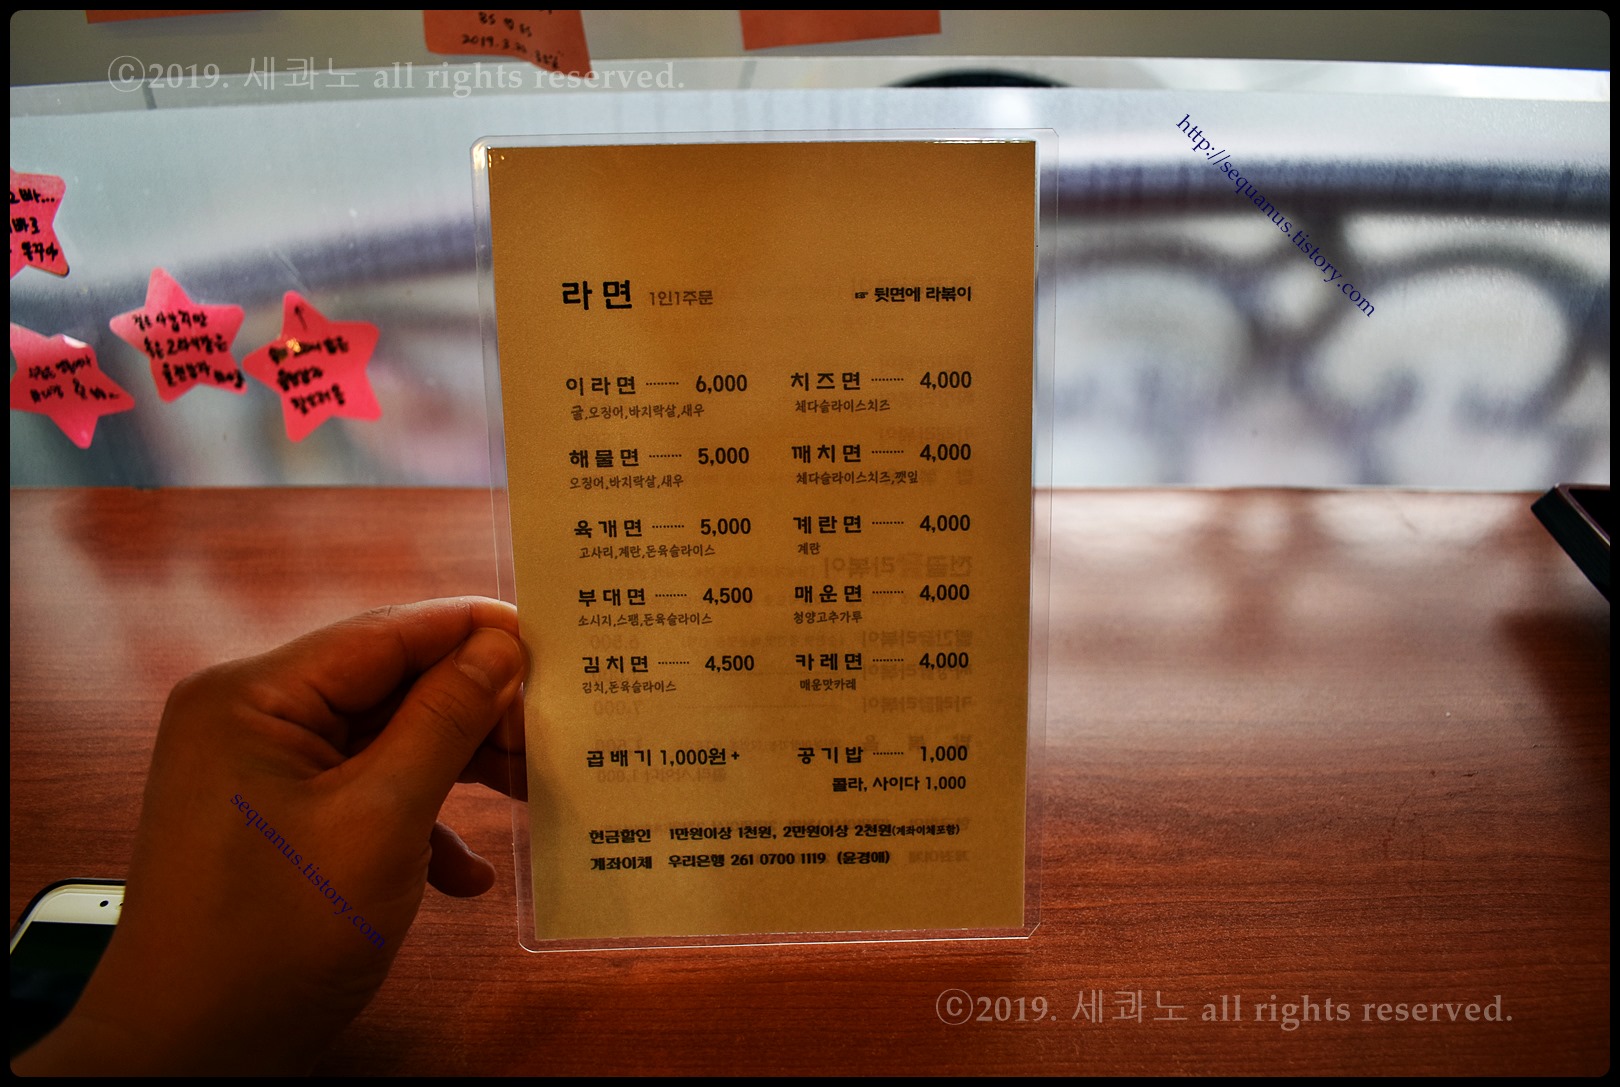 2019.3.
ⓒ2019. 세콰노 all rights reserved.
http://sequanus.tistory.com
라면 1인1주문
☞ 뒷면에 라볶이
이라면 ········· 6,000
굴,오징어,바지락살,새우
해물면 ········· 5,000
오징어,바지락살,새우
육개면 ········· 5,000
고사리,계란,돈육슬라이스
부대면 ········· 4,500
소시지,스팸,돈육슬라이스
김치면 ········· 4,500
김치,돈육슬라이스
곱배기 1,000원+
치즈면 ········· 4,000
체다슬라이스치즈
깨치면 ········· 4,000
체다슬라이스치즈,깻잎
계란면 ········· 4,000
계란
매운면 ········· 4,000
청양고추가투
카레면 ········· 4,000
매운맛카레
공기밥 ········· 1,000
콜라, 사이다 1,000
현금할인 1만원이상 1천원, 2만원이상 2천원(계좌이체포함)
계좌이체 우리은행 261 0700 1119 (윤경애)
sequanus.tistory.com
ⓒ2019. 세콰노 all rights reserved.